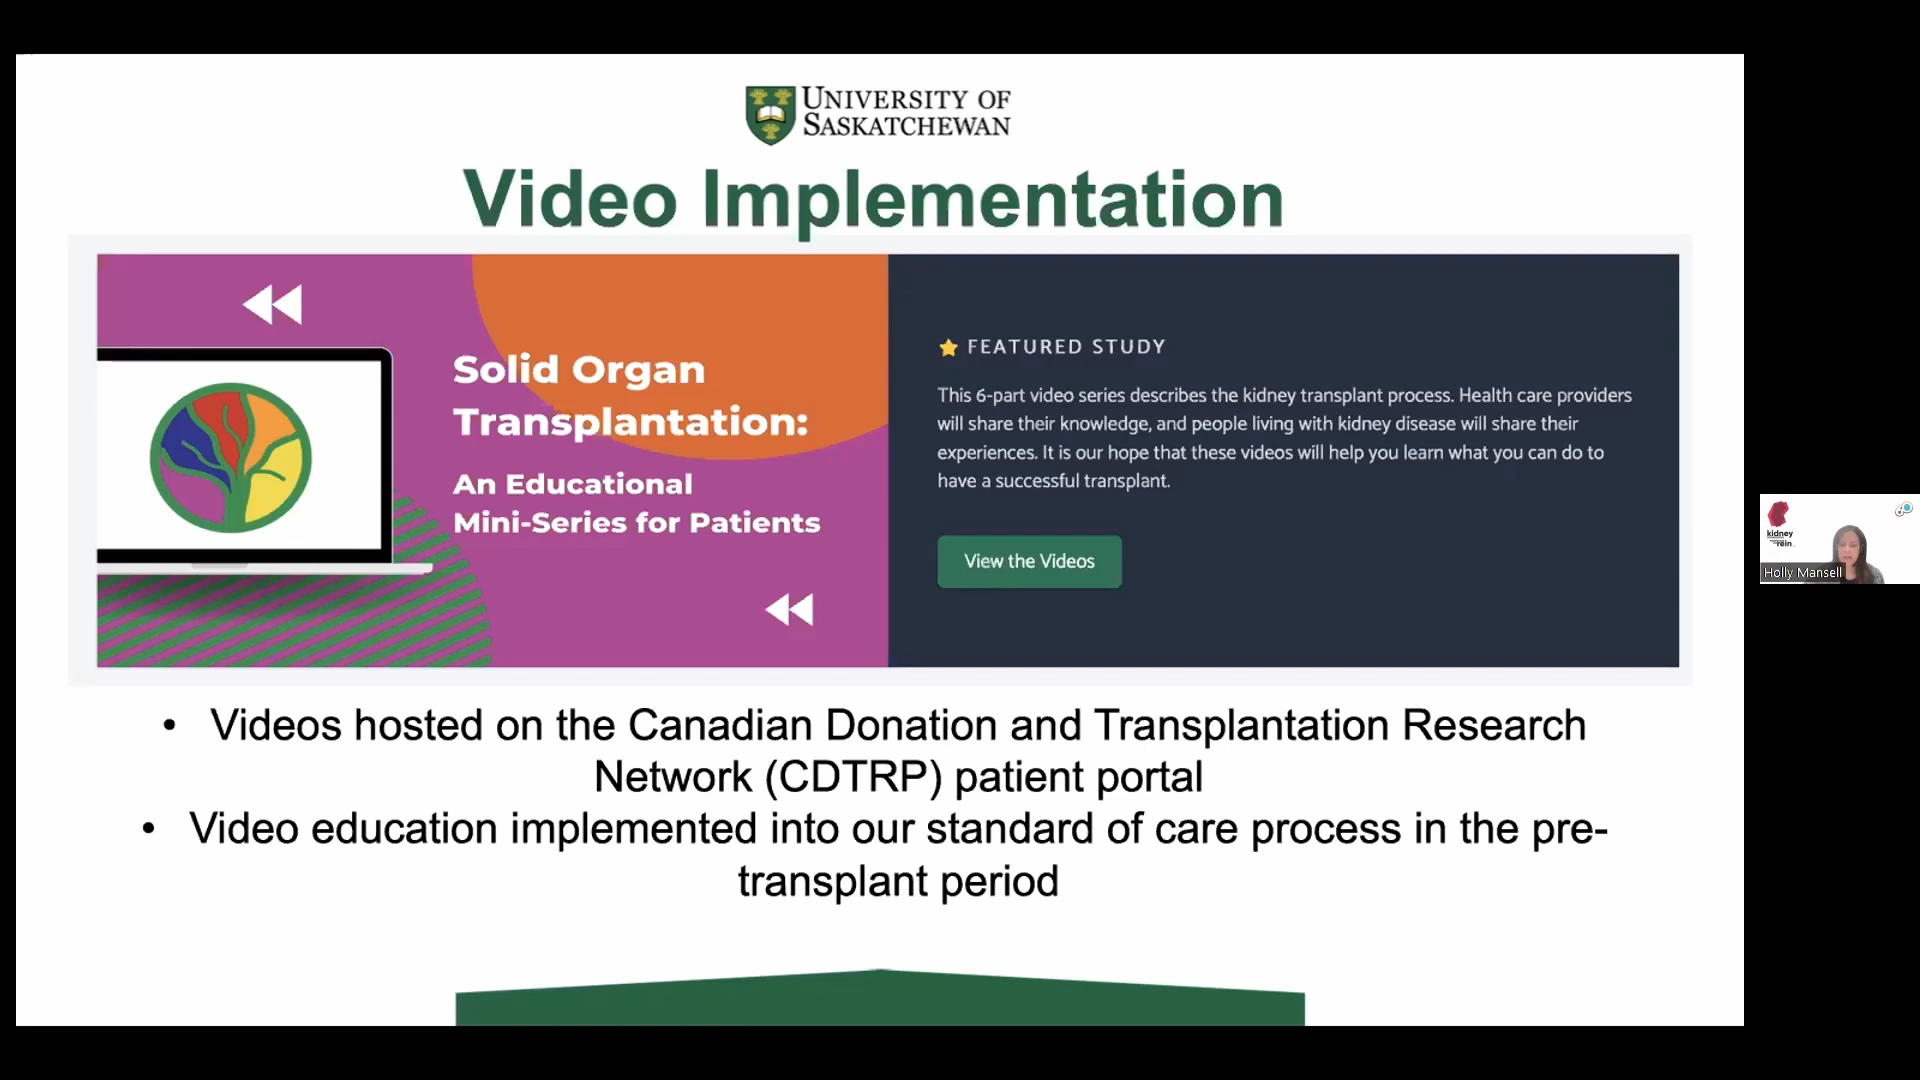 UNIVERSITY OF
SASKATCHEWAN
Video Implementation
Solid Organ
Transplantation:
An Educational
Mini-Series for Patients
FEATURED STUDY
This 6-part video series describes the kidney transplant process. Health care providers
will share their knowledge, and people living with kidney disease will share their
experiences. It is our hope that these videos will help you learn what you can do to
have a successful transplant.
View the Videos
• Videos hosted on the Canadian Donation and Transplantation Research
Network (CDTRP) patient portal
• Video education implemented into our standard of care process in the pre-
transplant period
kidney
rein
Holly Mansell